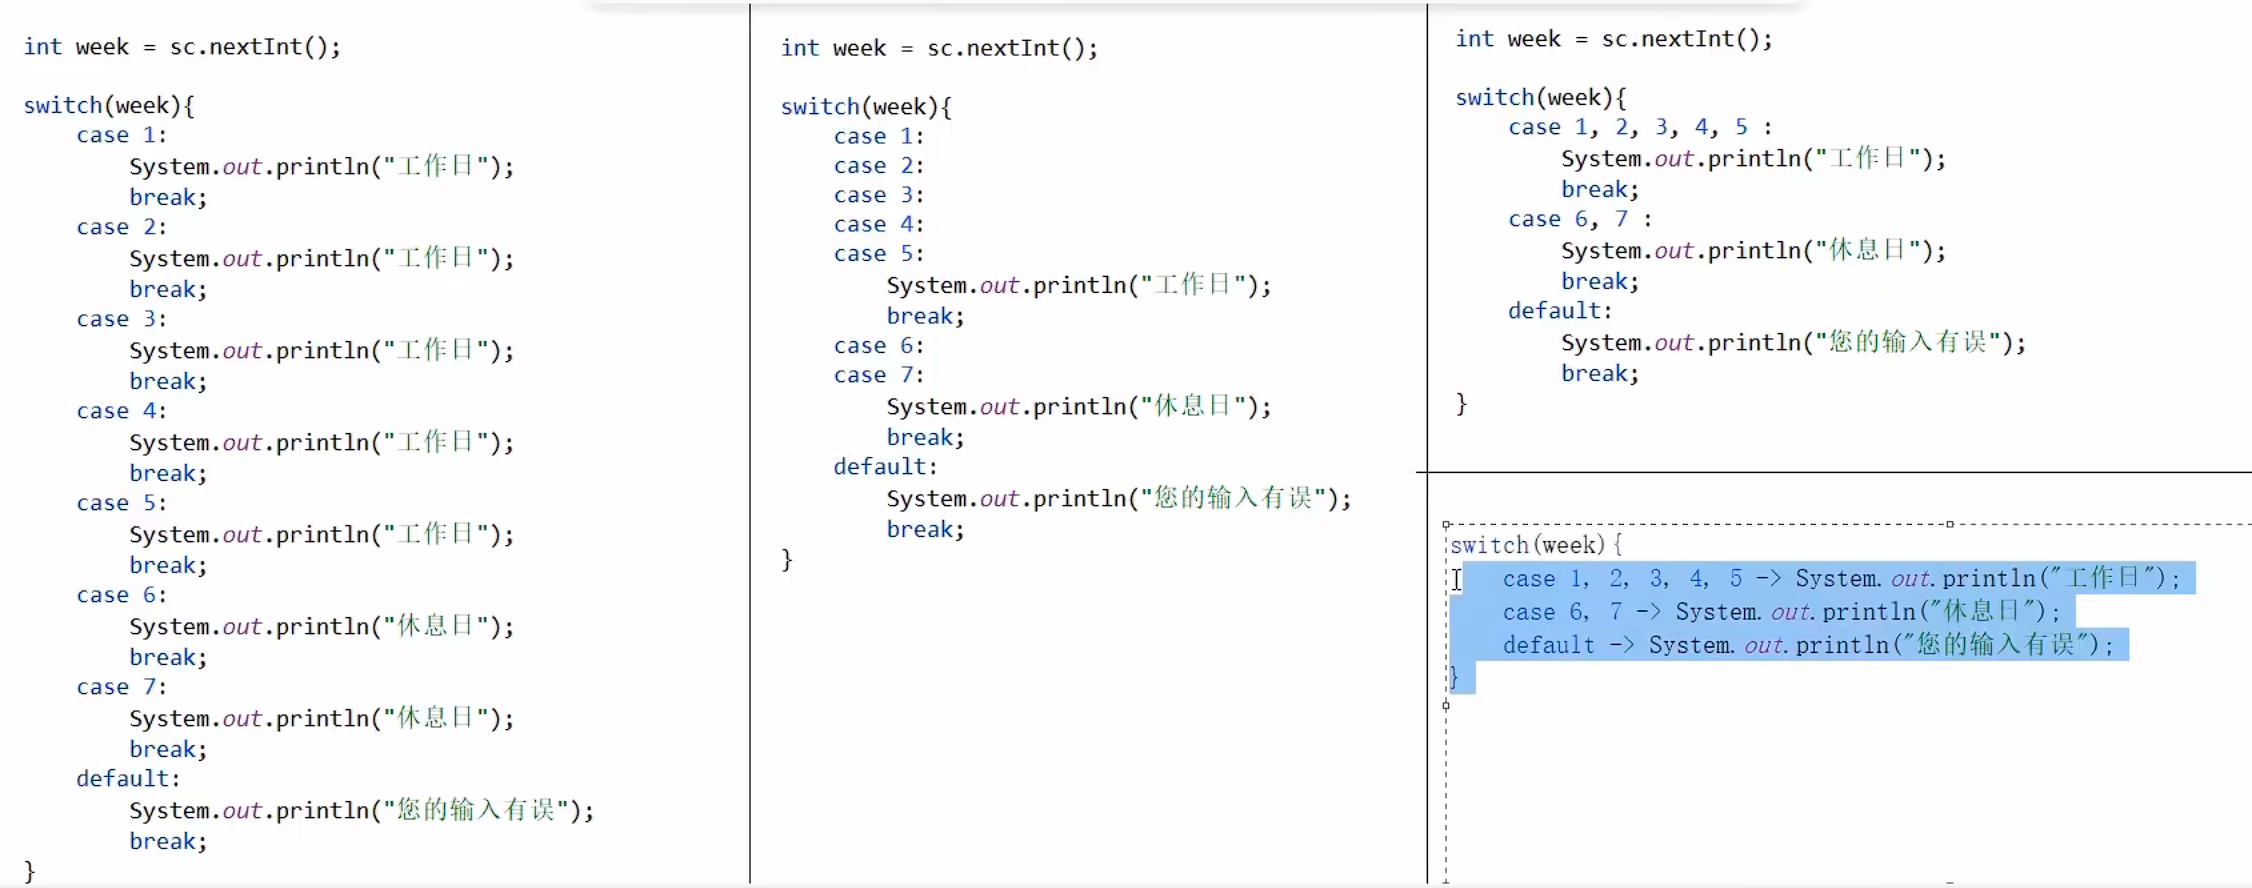 int week = sc.nextInt();
switch(week){
    case 1:
        System.out.println("工作日");
        break;
    case 2:
        System.out.println("工作日");
        break;
    case 3:
        System.out.println("工作日");
        break;
    case 4:
        System.out.println("工作日");
        break;
    case 5:
        System.out.println("工作日");
        break;
    case 6:
        System.out.println("休息日");
        break;
    case 7:
        System.out.println("休息日");
        break;
    default:
        System.out.println("您的输入有误");
        break;
}
int week = sc.nextInt();
switch(week){
    case 1:
    case 2:
    case 3:
    case 4:
    case 5:
        System.out.println("工作日");
        break;
    case 6:
    case 7:
        System.out.println("休息日");
        break;
    default:
        System.out.println("您的输入有误");
        break;
}
int week = sc.nextInt();
switch(week){
    case 1, 2, 3, 4, 5 :
        System.out.println("工作日");
        break;
    case 6, 7 :
        System.out.println("休息日");
        break;
    default:
        System.out.println("您的输入有误");
        break;
}
switch(week){
    case 1, 2, 3, 4, 5 -> System.out.println("工作日");
    case 6, 7 -> System.out.println("休息日");
    default -> System.out.println("您的输入有误");
}